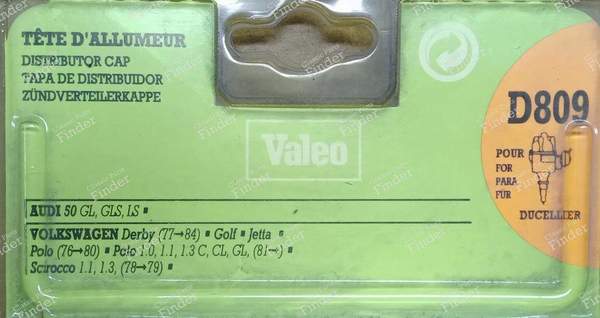 TÊTE D'ALLUMEUR
DISTRIBUTOR CAP
TAPA DE DISTRIBUIDOR
ZÜNDVERTEILERKAPPE
Valeo
D809
POUR
FOR
PARA
FÜR
DUCELLIER
AUDI 50 GL, GLS, LS ▪
VOLKSWAGEN Derby (77→84) ▪ Golf ▪ Jetta ▪
Polo (76→80) ▪ Polo 1.0, 1.1, 1.3 C, CL, GL, (81→) ▪
Scirocco 1.1, 1.3, (78→79) ▪